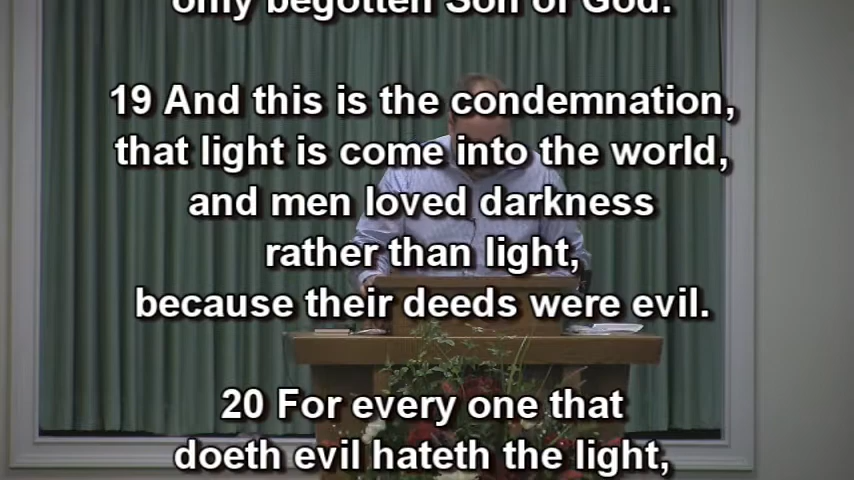 only begotten Son of God.
19 And this is the condemnation,
that light is come into the world,
and men loved darkness
rather than light,
because their deeds were evil.
20 For every one that
doeth evil hateth the light,